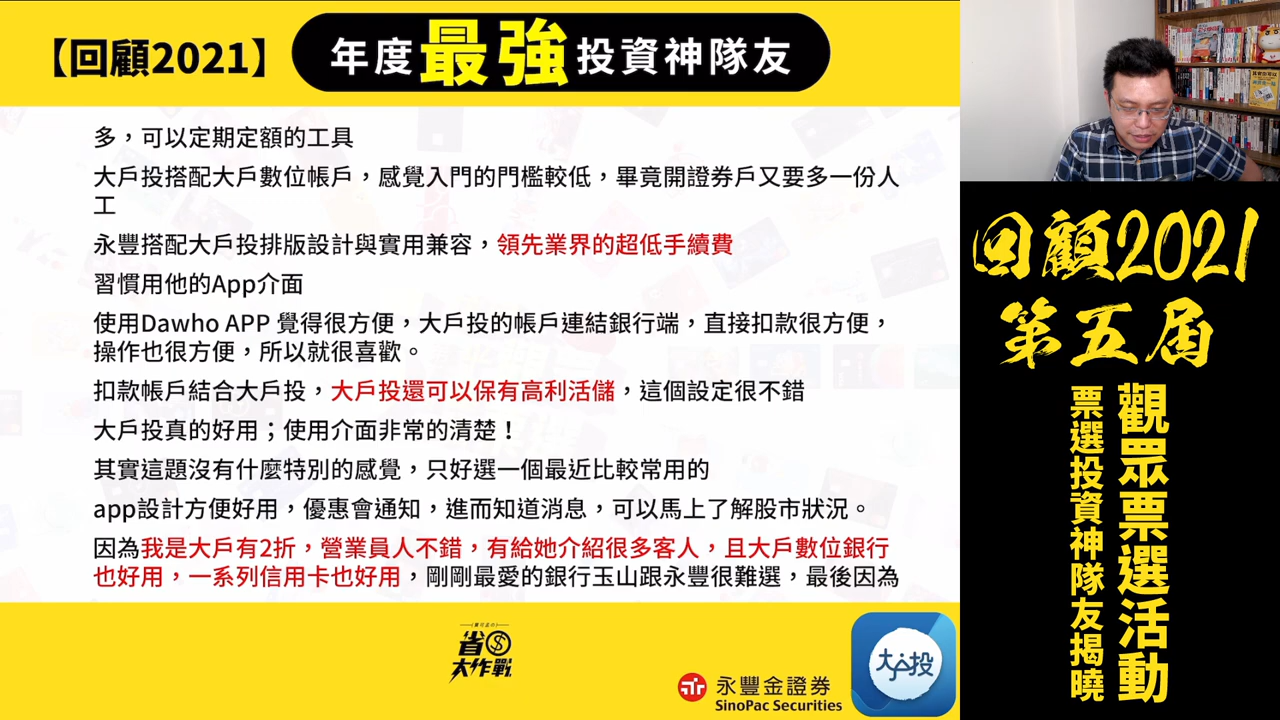 【回顧2021】
年度最強投資神隊友
多，可以定期定額的工具
大戶投搭配大戶數位帳戶，感覺入門的門檻較低，畢竟開證券戶又要多一份人
工
永豐搭配大戶投排版設計與實用兼容，領先業界的超低手續費
習慣用他的App介面
使用Dawho APP 覺得很方便，大戶投的帳戶連結銀行端，直接扣款很方便，
操作也很方便，所以就很喜歡。
扣款帳戶結合大戶投，大戶投還可以保有高利活儲，這個設定很不錯
大戶投真的好用；使用介面非常的清楚！
其實這題沒有什麼特別的感覺，只好選一個最近比較常用的
app設計方便好用，優惠會通知，進而知道消息，可以馬上了解股市狀況。
因為我是大戶有2折，營業員人不錯，有給她介紹很多客人，且大戶數位銀行
也好用，一系列信用卡也好用，剛剛最愛的銀行玉山跟永豐很難選，最後因為
省
大作戰
永豐金證券
SinoPac Securities
大戶投
回顧2021
第五屆
觀眾票選活動
票選投資神隊友揭曉